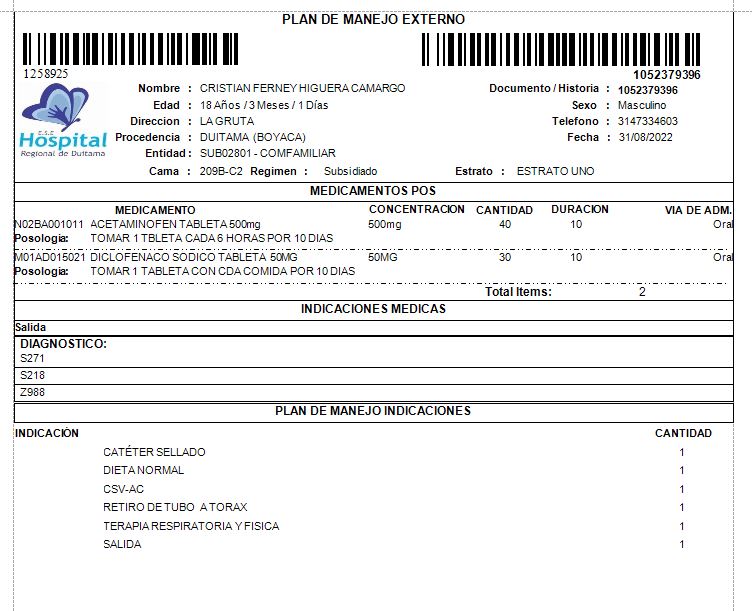 PLAN DE MANEJO EXTERNO
1258925
1052379396
Nombre : CRISTIAN FERNEY HIGUERA CAMARGO Documento / Historia : 1052379396
Edad : 18 Años / 3 Meses / 1 Días Sexo : Masculino
Direccion : LA GRUTA Telefono : 3147334603
E.S.E
Hospital
Regional de Duitama
Procedencia : DUITAMA (BOYACA) Fecha : 31/08/2022
Entidad : SUB02801 - COMFAMILIAR
Cama : 209B-C2 Regimen : Subsidiado Estrato : ESTRATO UNO
MEDICAMENTOS POS
MEDICAMENTO CONCENTRACION CANTIDAD DURACION VIA DE ADM.
N02BA001011 ACETAMINOFEN TABLETA 500mg 500mg 40 10 Oral
Posologia: TOMAR 1 TBLETA CADA 6 HORAS POR 10 DIAS
M01AD015021 DICLOFENACO SODICO TABLETA 50MG 50MG 30 10 Oral
Posologia: TOMAR 1 TABLETA CON CDA COMIDA POR 10 DIAS
Total Items: 2
INDICACIONES MEDICAS
Salida
DIAGNOSTICO:
S271
S218
Z988
PLAN DE MANEJO INDICACIONES
INDICACIÓN CANTIDAD
CATÉTER SELLADO 1
DIETA NORMAL 1
CSV-AC 1
RETIRO DE TUBO A TORAX 1
TERAPIA RESPIRATORIA Y FISICA 1
SALIDA 1